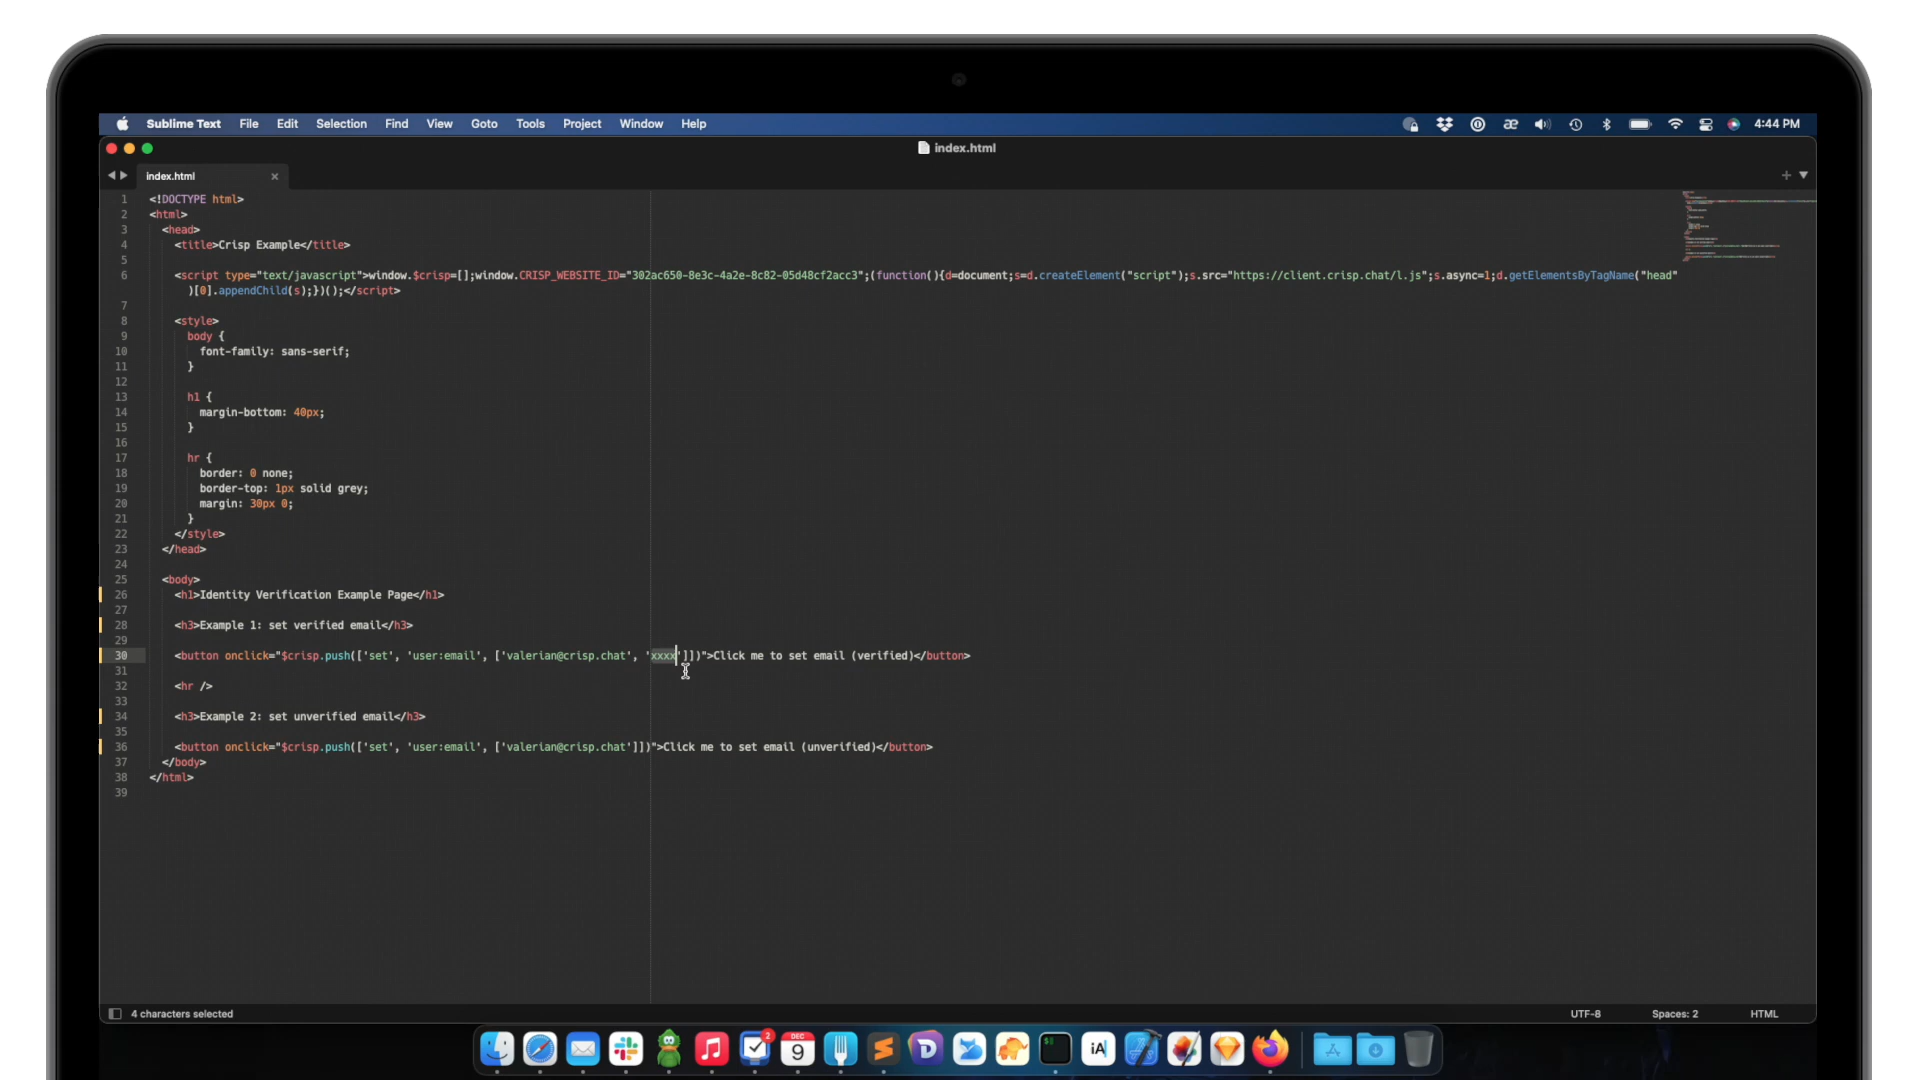 Sublime Text File Edit Selection Find View Goto Tools Project Window Help 4:44 PM
index.html
index.html
1 <!DOCTYPE html>
2 <html>
3 <head>
4 <title>Crisp Example</title>
5
6 <script type="text/javascript">window.$crisp=[];window.CRISP_WEBSITE_ID="302ac650-8e3c-4a2e-8c82-05d48cf2acc3";(function(){d=document;s=d.createElement("script");s.src="https://client.crisp.chat/l.js";s.async=1;d.getElementsByTagName("head"
)[0].appendChild(s);})();</script>
7
8 <style>
9 body {
10 font-family: sans-serif;
11 }
12
13 h1 {
14 margin-bottom: 40px;
15 }
16
17 hr {
18 border: 0 none;
19 border-top: 1px solid grey;
20 margin: 30px 0;
21 }
22 </style>
23 </head>
24
25 <body>
26 <h1>Identity Verification Example Page</h1>
27
28 <h3>Example 1: set verified email</h3>
29
30 <button onclick="$crisp.push(['set', 'user:email', ['valerian@crisp.chat', 'xxxx']])">Click me to set email (verified)</button>
31
32 <hr />
33
34 <h3>Example 2: set unverified email</h3>
35
36 <button onclick="$crisp.push(['set', 'user:email', ['valerian@crisp.chat']])">Click me to set email (unverified)</button>
37 </body>
38 </html>
39
4 characters selected UTF-8 Spaces: 2 HTML
2
DEC
9
iA